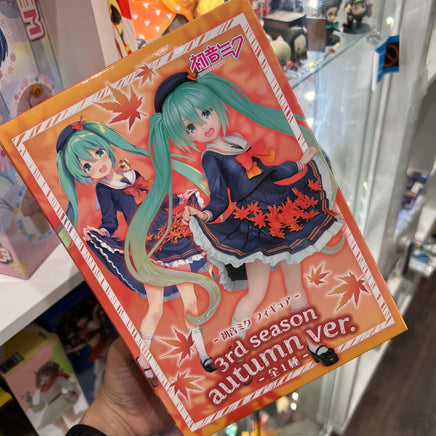 初音ミク
- 初音ミク フィギュア -
3rd season
autumn ver.
- 全1種 -